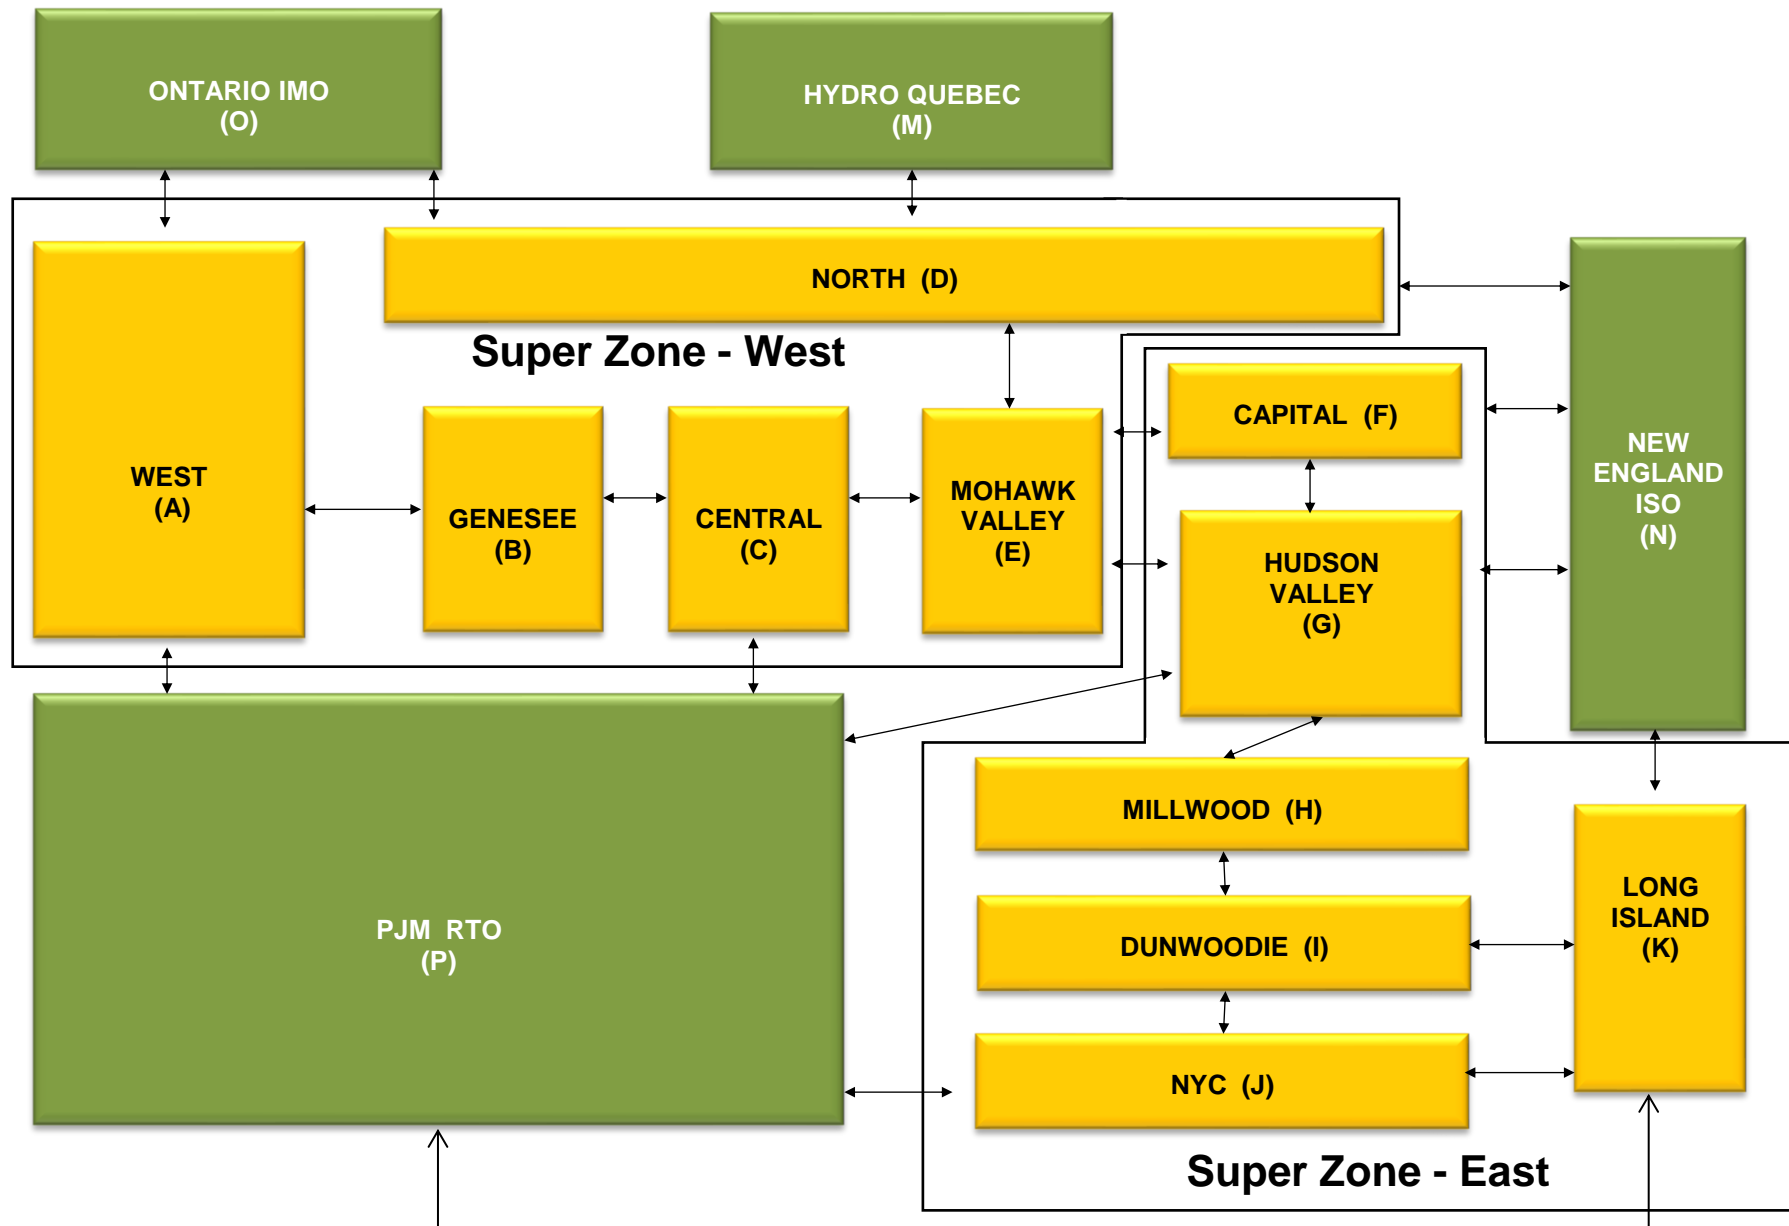 ONTARIO IMO
(O)
HYDRO QUEBEC
(M)
NORTH (D)
Super Zone - West
WEST
(A)
GENESEE
(B)
CENTRAL
(C)
MOHAWK
VALLEY
(E)
CAPITAL (F)
HUDSON
VALLEY
(G)
NEW
ENGLAND
ISO
(N)
PJM RTO
(P)
MILLWOOD (H)
DUNWOODIE (I)
NYC (J)
LONG
ISLAND
(K)
Super Zone - East